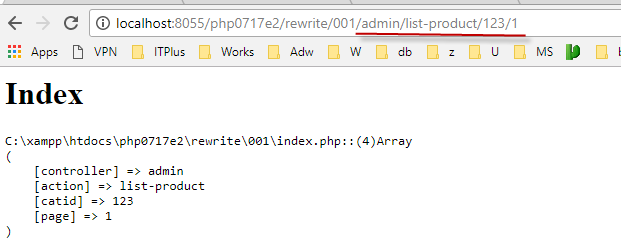 localhost:8055/php0717e2/rewrite/001/admin/list-product/123/1
Apps D VPN ITPlus Works Adw W db z U MS b
Index
C:\xampp\htdocs\php0717e2\rewrite\001\index.php::(4)Array
(
    [controller] => admin
    [action] => list-product
    [catid] => 123
    [page] => 1
)